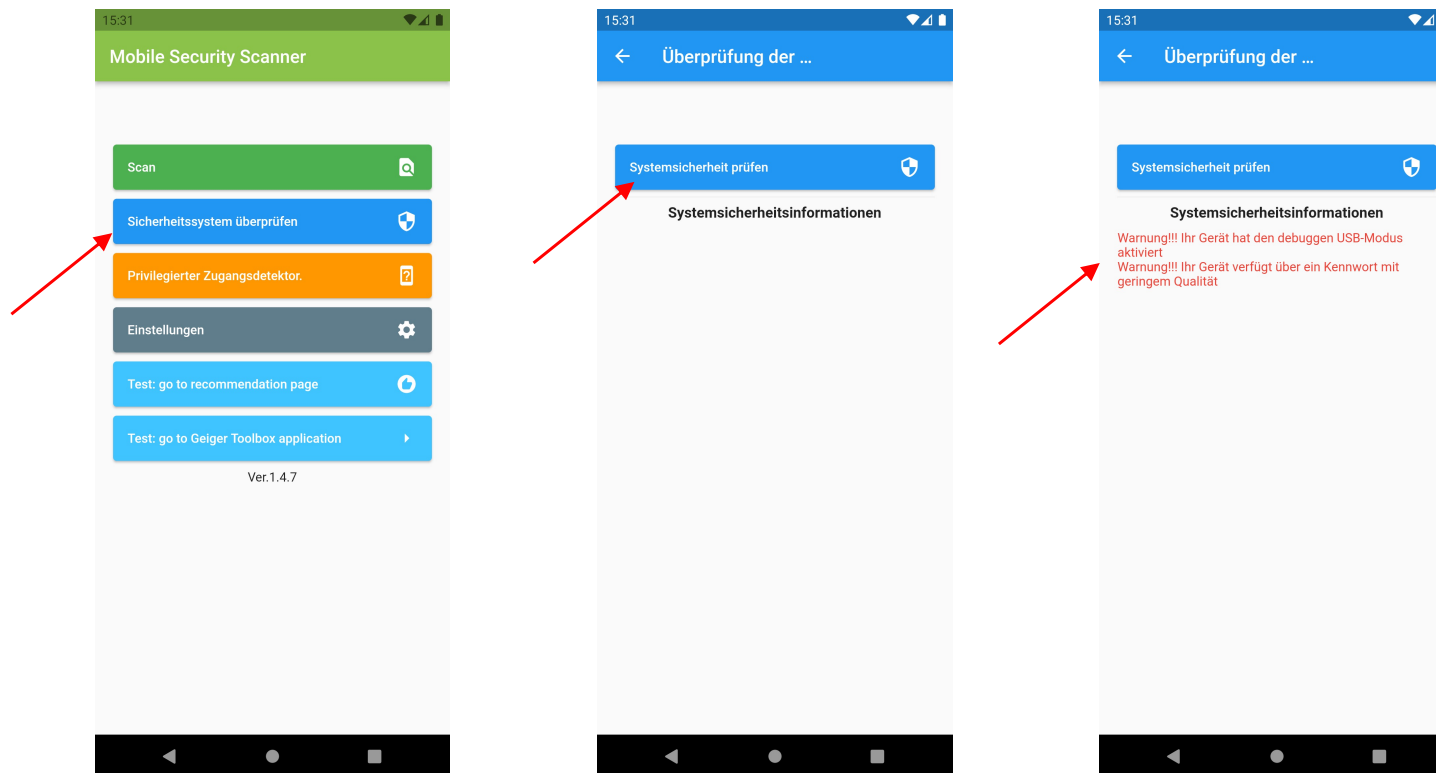 15:31
Mobile Security Scanner
Scan
Sicherheitssystem überprüfen
Privilegierter Zugangsdetektor.
Einstellungen
Test: go to recommendation page
Test: go to Geiger Toolbox application
Ver.1.4.7
15:31
Überprüfung der ...
Systemsicherheit prüfen
Systemsicherheitsinformationen
15:31
Überprüfung der ...
Systemsicherheit prüfen
Systemsicherheitsinformationen
Warnung!!! Ihr Gerät hat den debuggen USB-Modus
aktiviert
Warnung!!! Ihr Gerät verfügt über ein Kennwort mit
geringem Qualität